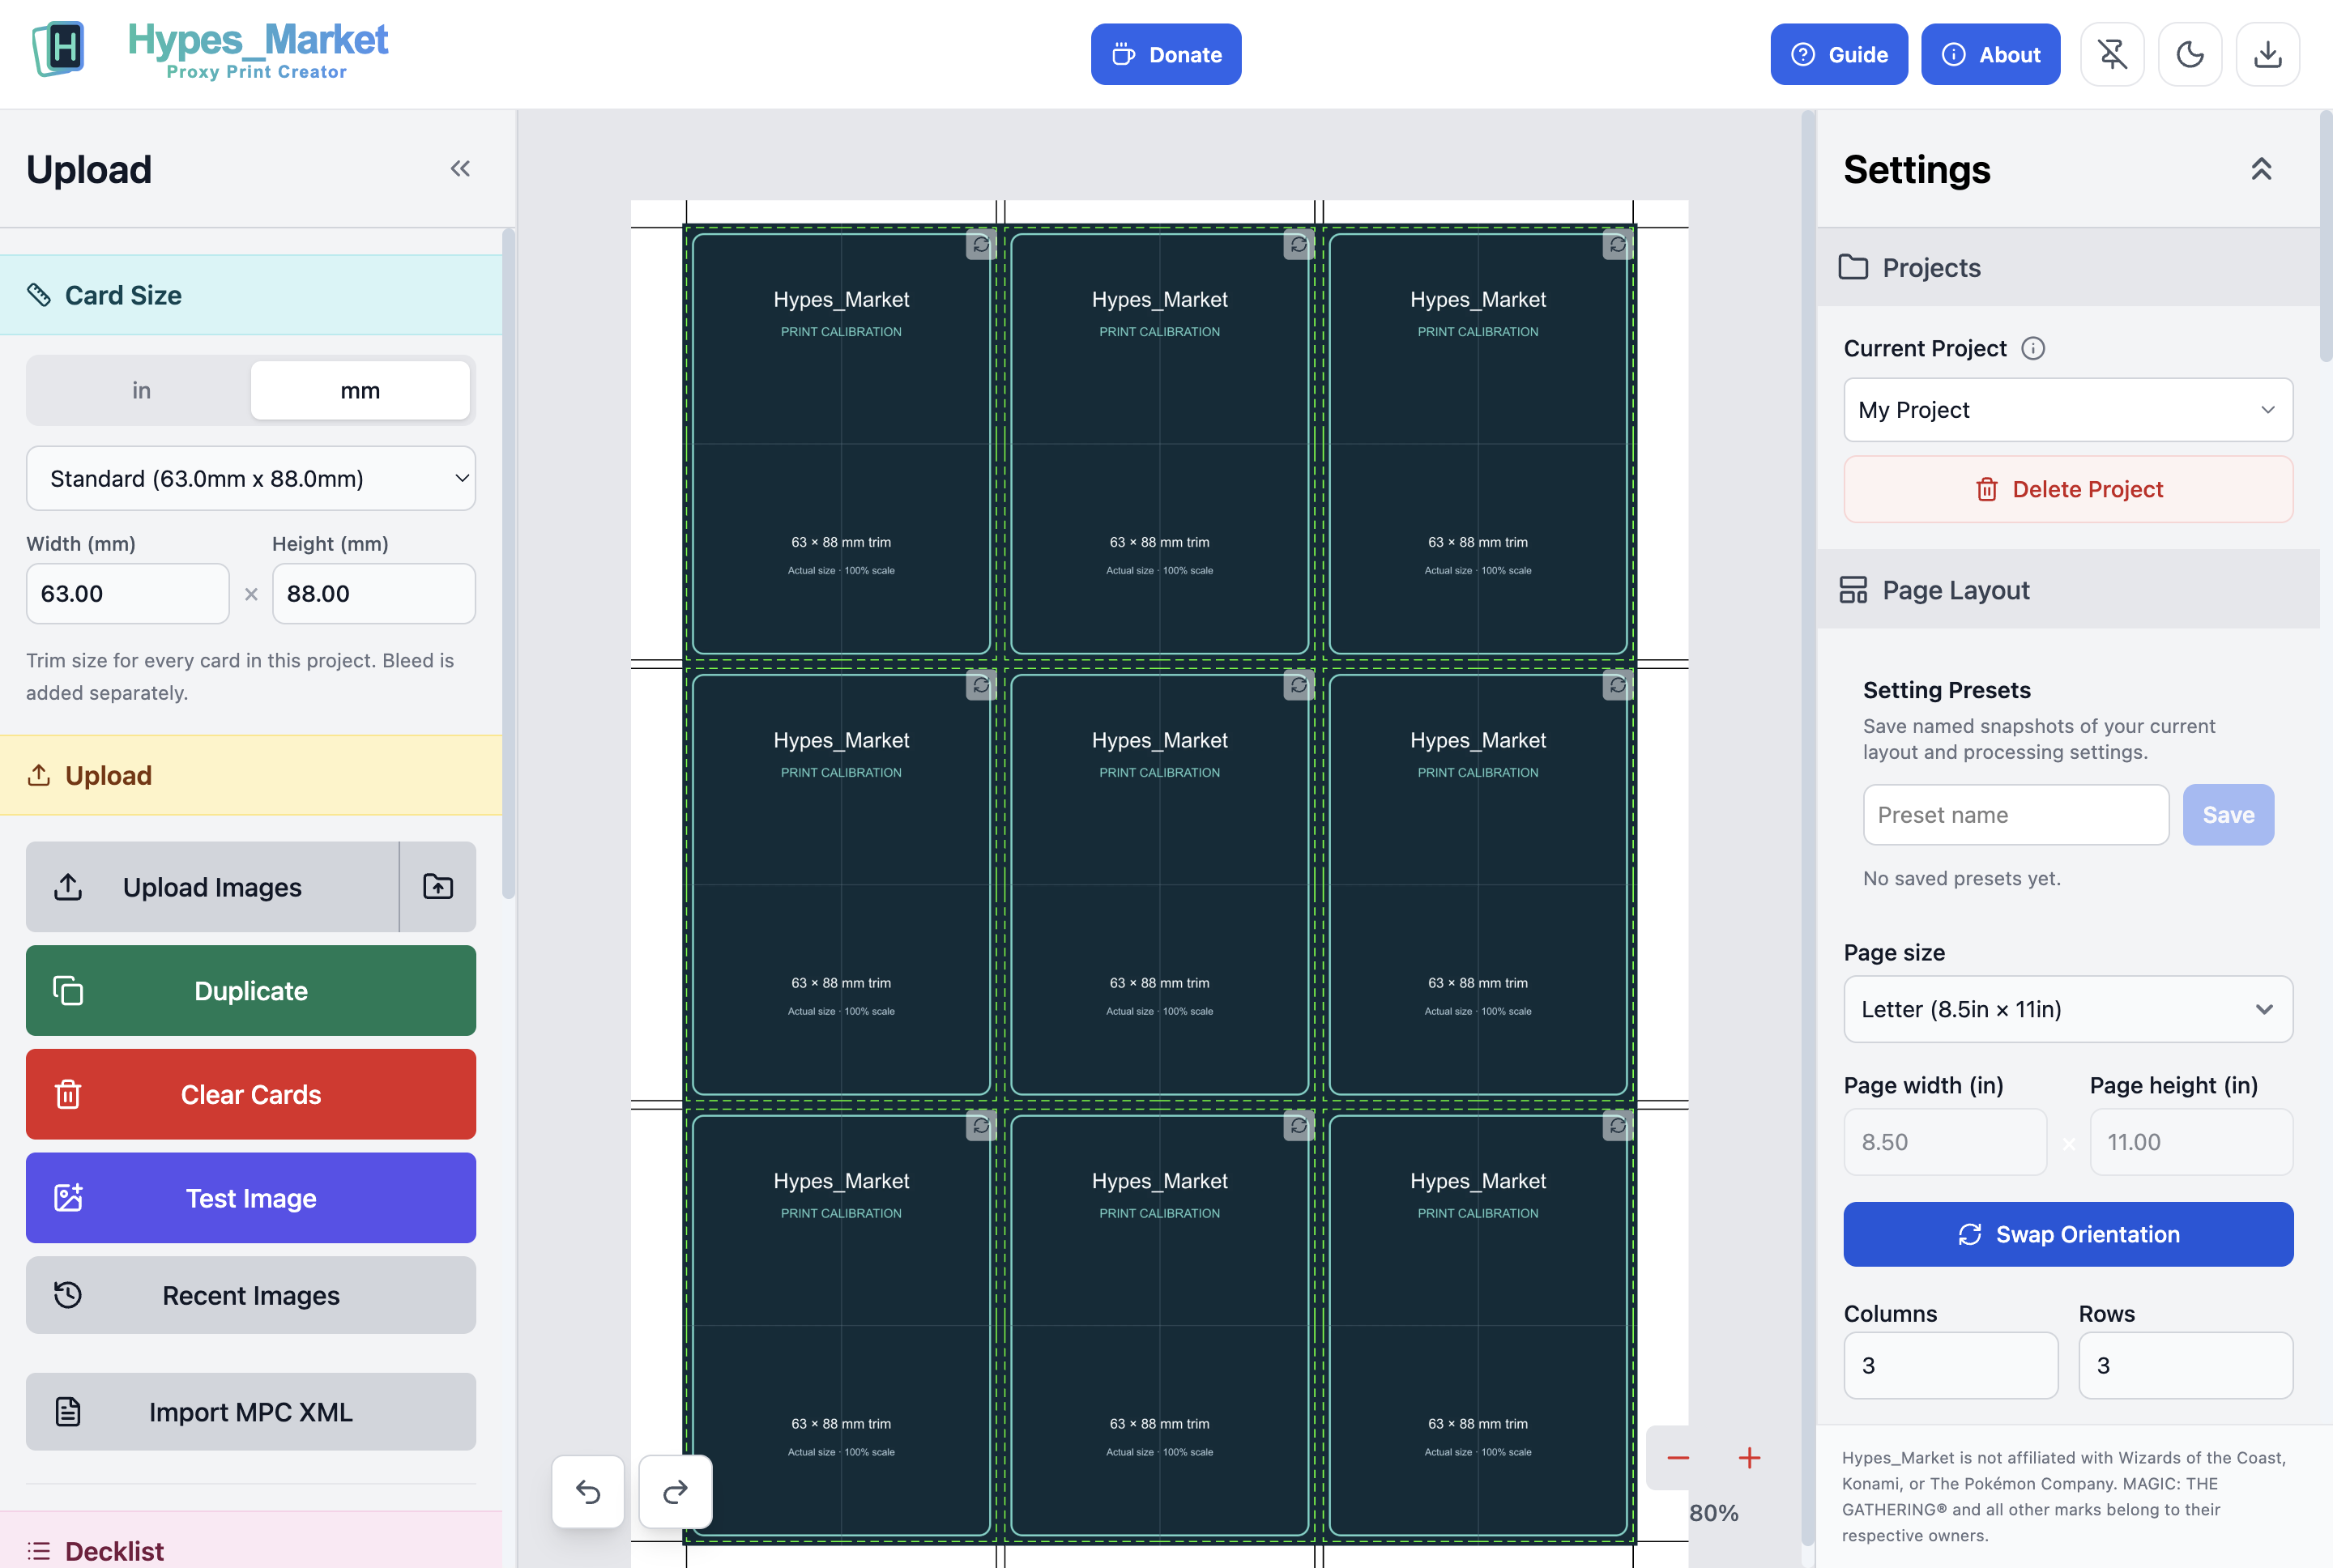 H
Hypes_Market
Proxy Print Creator
Donate
Guide
About
Upload
Card Size
in
mm
Standard (63.0mm x 88.0mm)
Width (mm)
Height (mm)
63.00
×
88.00
Trim size for every card in this project. Bleed is
added separately.
Upload
Upload Images
Duplicate
Clear Cards
Test Image
Recent Images
Import MPC XML
Decklist
Hypes_Market
PRINT CALIBRATION
63 × 88 mm trim
Actual size · 100% scale
Hypes_Market
PRINT CALIBRATION
63 × 88 mm trim
Actual size · 100% scale
Hypes_Market
PRINT CALIBRATION
63 × 88 mm trim
Actual size · 100% scale
Hypes_Market
PRINT CALIBRATION
63 × 88 mm trim
Actual size · 100% scale
Hypes_Market
PRINT CALIBRATION
63 × 88 mm trim
Actual size · 100% scale
Hypes_Market
PRINT CALIBRATION
63 × 88 mm trim
Actual size · 100% scale
Hypes_Market
PRINT CALIBRATION
63 × 88 mm trim
Actual size · 100% scale
Hypes_Market
PRINT CALIBRATION
63 × 88 mm trim
Actual size · 100% scale
Hypes_Market
PRINT CALIBRATION
63 × 88 mm trim
Actual size · 100% scale
80%
Settings
Projects
Current Project
My Project
Delete Project
Page Layout
Setting Presets
Save named snapshots of your current
layout and processing settings.
Preset name
Save
No saved presets yet.
Page size
Letter (8.5in × 11in)
Page width (in)
Page height (in)
8.50
×
11.00
Swap Orientation
Columns
Rows
3
3
Hypes_Market is not affiliated with Wizards of the Coast,
Konami, or The Pokémon Company. MAGIC: THE
GATHERING® and all other marks belong to their
respective owners.